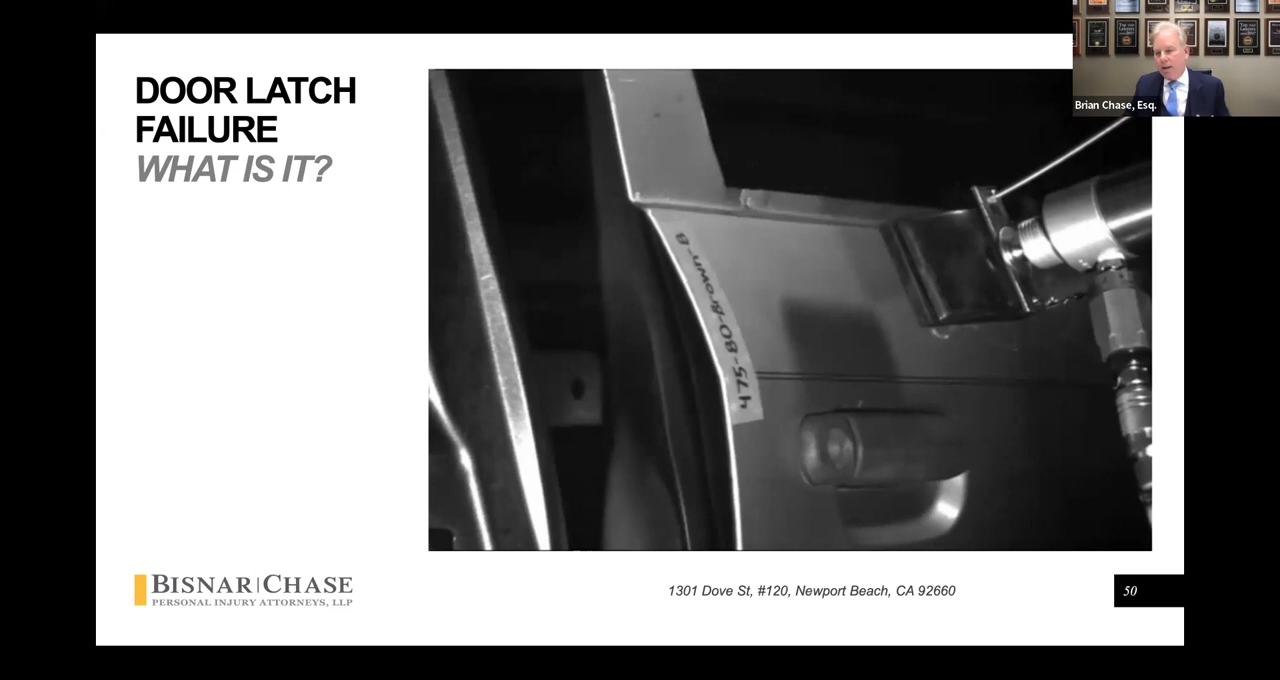 DOOR LATCH
FAILURE
WHAT IS IT?
Brian Chase, Esq.
475-80-Brown-B
BISNAR|CHASE
PERSONAL INJURY ATTORNEYS, LLP
1301 Dove St, #120, Newport Beach, CA 92660
50